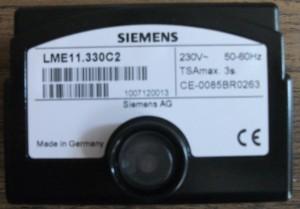 SIEMENS
LME11.330C2
230V~ 50-60Hz
TSAmax. 3s
CE-0085BR0263
1007120013
Siemens AG
Made in Germany
CE